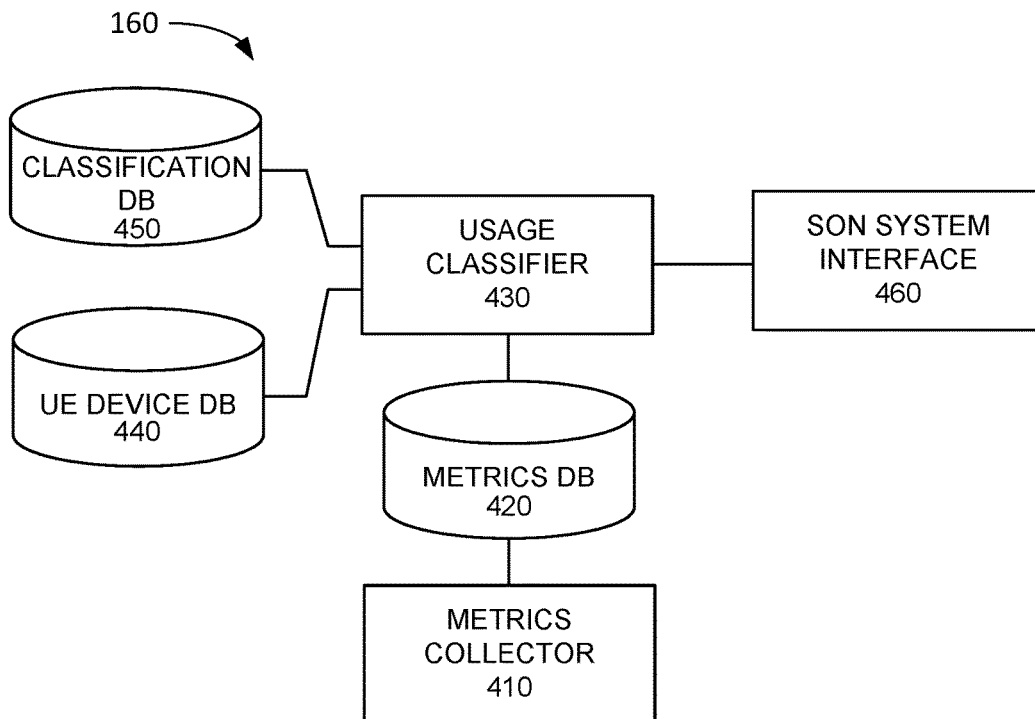 160
CLASSIFICATION
DB
450
UE DEVICE DB
440
USAGE
CLASSIFIER
430
SON SYSTEM
INTERFACE
460
METRICS DB
420
METRICS
COLLECTOR
410